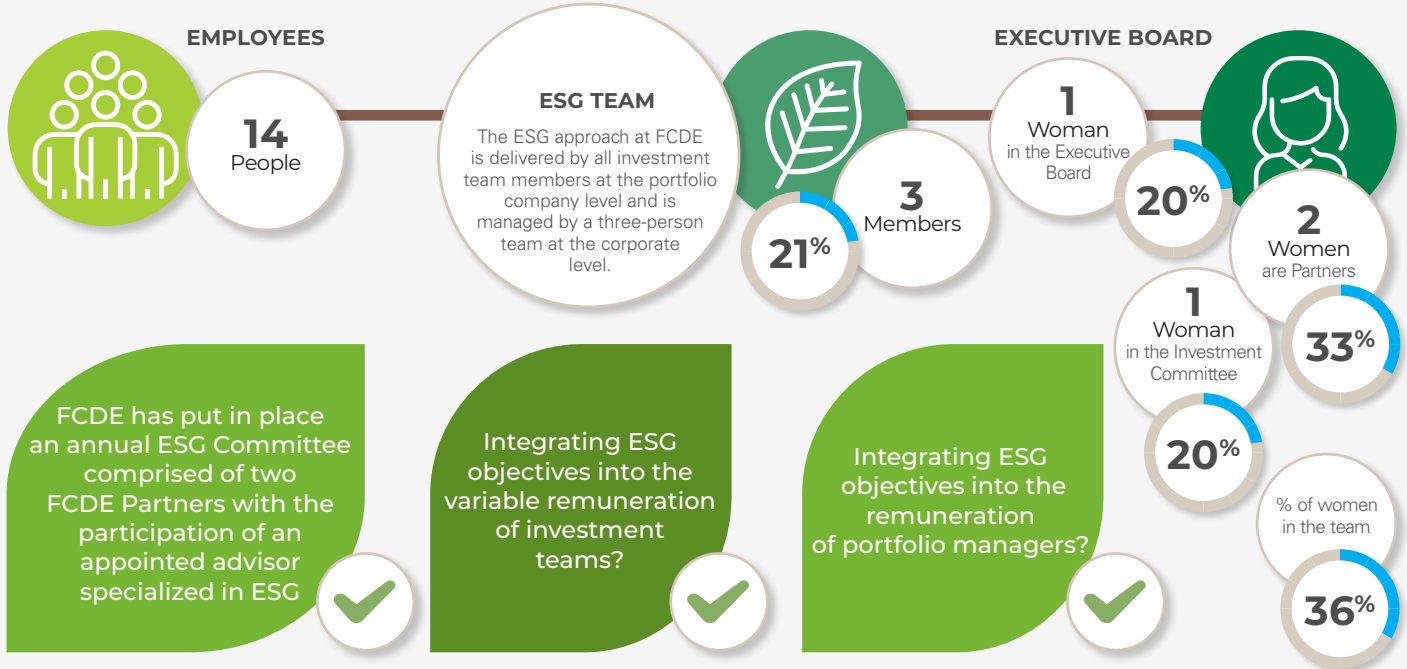 EMPLOYEES
14
People
ESG TEAM
The ESG approach at FCDE
is delivered by all investment
team members at the portfolio
company level and is
managed by a three-person
team at the corporate
level.
21%
3
Members
EXECUTIVE BOARD
1
Woman
in the Executive
Board
20%
2
Women
are Partners
33%
1
Woman
in the Investment
Committee
20%
% of women
in the team
36%
FCDE has put in place
an annual ESG Committee
comprised of two
FCDE Partners with the
participation of an
appointed advisor
specialized in ESG
Integrating ESG
objectives into the
variable remuneration
of investment
teams?
Integrating ESG
objectives into the
remuneration
of portfolio managers?